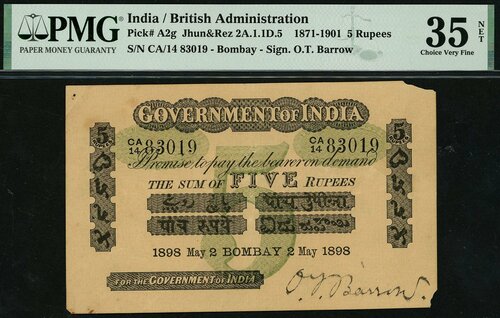 PMG
PAPER MONEY GUARANTY
India / British Administration
Pick# A2g Jhun&Rez 2A.1.1D.5 1871-1901 5 Rupees
S/N CA/14 83019 - Bombay - Sign. O.T. Barrow
35 NET
Choice Very Fine
GOVERNMENT OF INDIA
5 CA/14 83019 CA/14 83019 5
I Promise to pay the bearer on demand
THE SUM OF FIVE RUPEES
पांच रुपये
1898 MAY 2 BOMBAY 2 MAY 1898
FOR THE GOVERNMENT OF INDIA
O.T. Barrow